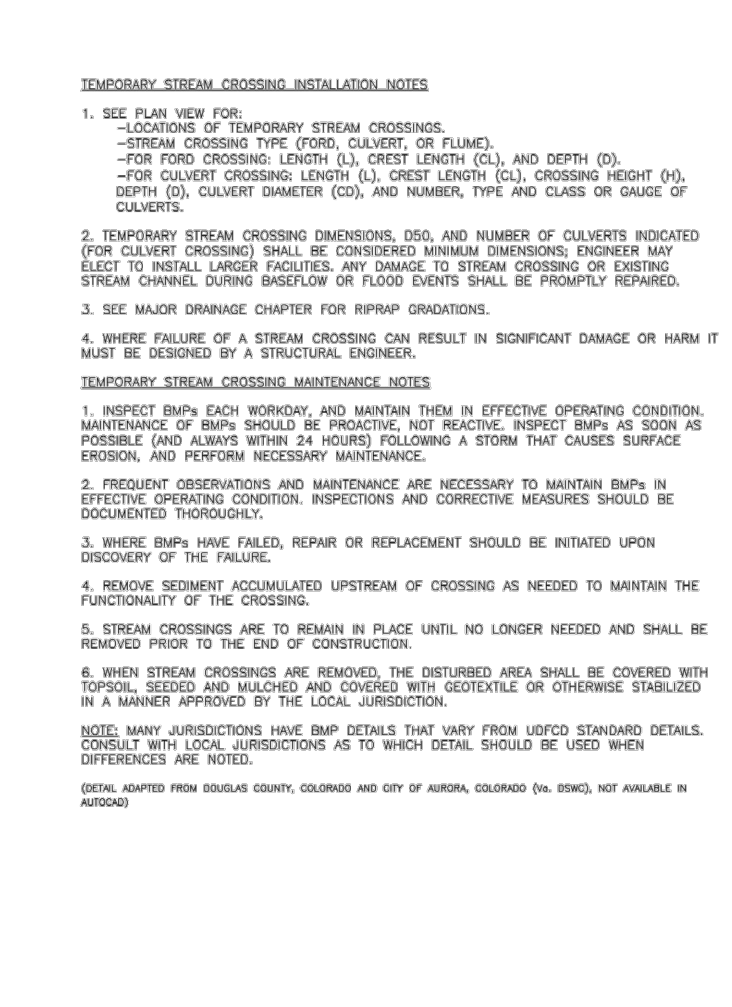 TEMPORARY STREAM CROSSING INSTALLATION NOTES
1. SEE PLAN VIEW FOR:
-LOCATIONS OF TEMPORARY STREAM CROSSINGS.
-STREAM CROSSING TYPE (FORD, CULVERT, OR FLUME).
-FOR FORD CROSSING: LENGTH (L), CREST LENGTH (CL), AND DEPTH (D).
-FOR CULVERT CROSSING: LENGTH (L), CREST LENGTH (CL), CROSSING HEIGHT (H),
DEPTH (D), CULVERT DIAMETER (CD), AND NUMBER, TYPE AND CLASS OR GAUGE OF
CULVERTS.
2. TEMPORARY STREAM CROSSING DIMENSIONS, D50, AND NUMBER OF CULVERTS INDICATED
(FOR CULVERT CROSSING) SHALL BE CONSIDERED MINIMUM DIMENSIONS; ENGINEER MAY
ELECT TO INSTALL LARGER FACILITIES. ANY DAMAGE TO STREAM CROSSING OR EXISTING
STREAM CHANNEL DURING BASEFLOW OR FLOOD EVENTS SHALL BE PROMPTLY REPAIRED.
3. SEE MAJOR DRAINAGE CHAPTER FOR RIPRAP GRADATIONS.
4. WHERE FAILURE OF A STREAM CROSSING CAN RESULT IN SIGNIFICANT DAMAGE OR HARM IT
MUST BE DESIGNED BY A STRUCTURAL ENGINEER.
TEMPORARY STREAM CROSSING MAINTENANCE NOTES
1. INSPECT BMPs EACH WORKDAY, AND MAINTAIN THEM IN EFFECTIVE OPERATING CONDITION.
MAINTENANCE OF BMPs SHOULD BE PROACTIVE, NOT REACTIVE. INSPECT BMPs AS SOON AS
POSSIBLE (AND ALWAYS WITHIN 24 HOURS) FOLLOWING A STORM THAT CAUSES SURFACE
EROSION, AND PERFORM NECESSARY MAINTENANCE.
2. FREQUENT OBSERVATIONS AND MAINTENANCE ARE NECESSARY TO MAINTAIN BMPs IN
EFFECTIVE OPERATING CONDITION. INSPECTIONS AND CORRECTIVE MEASURES SHOULD BE
DOCUMENTED THOROUGHLY.
3. WHERE BMPs HAVE FAILED, REPAIR OR REPLACEMENT SHOULD BE INITIATED UPON
DISCOVERY OF THE FAILURE.
4. REMOVE SEDIMENT ACCUMULATED UPSTREAM OF CROSSING AS NEEDED TO MAINTAIN THE
FUNCTIONALITY OF THE CROSSING.
5. STREAM CROSSINGS ARE TO REMAIN IN PLACE UNTIL NO LONGER NEEDED AND SHALL BE
REMOVED PRIOR TO THE END OF CONSTRUCTION.
6. WHEN STREAM CROSSINGS ARE REMOVED, THE DISTURBED AREA SHALL BE COVERED WITH
TOPSOIL, SEEDED AND MULCHED AND COVERED WITH GEOTEXTILE OR OTHERWISE STABILIZED
IN A MANNER APPROVED BY THE LOCAL JURISDICTION.
NOTE: MANY JURISDICTIONS HAVE BMP DETAILS THAT VARY FROM UDFCD STANDARD DETAILS.
CONSULT WITH LOCAL JURISDICTIONS AS TO WHICH DETAIL SHOULD BE USED WHEN
DIFFERENCES ARE NOTED.
(DETAIL ADAPTED FROM DOUGLAS COUNTY, COLORADO AND CITY OF AURORA, COLORADO (Va. DSWC), NOT AVAILABLE IN
AUTOCAD)